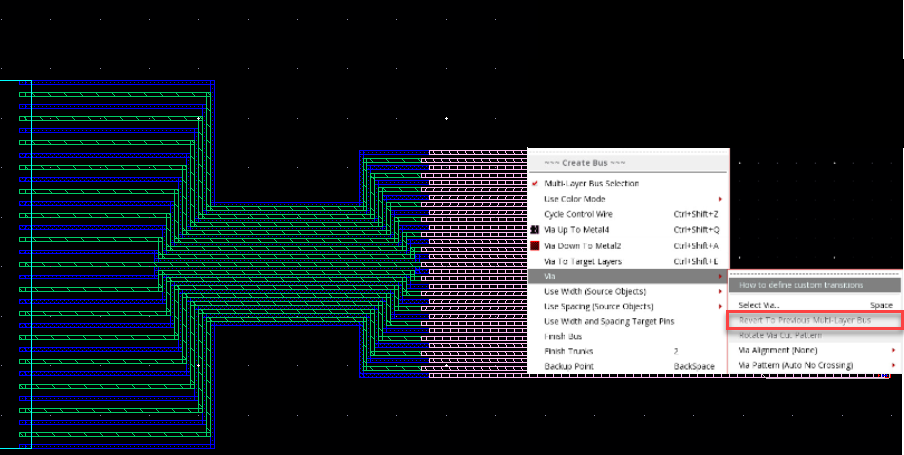 ~~~ Create Bus ~~~
Multi-Layer Bus Selection
Use Color Mode
Cycle Control Wire Ctrl+Shift+Z
Via Up To Metal4 Ctrl+Shift+Q
Via Down To Metal2 Ctrl+Shift+A
Via To Target Layers Ctrl+Shift+L
Via
Use Width (Source Objects)
Use Spacing (Source Objects)
Use Width and Spacing Target Pins
Finish Bus
Finish Trunks 2
Backup Point BackSpace
How to define custom transitions
Select Via... Space
Revert To Previous Multi-Layer Bus
Rotate Via Cut Pattern
Via Alignment (None)
Via Pattern (Auto No Crossing)